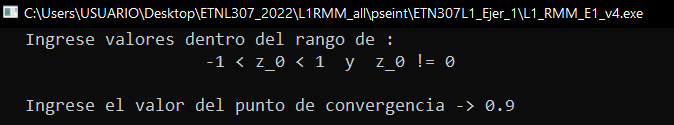 C:\Users\USUARIO\Desktop\ETNL307_2022\L1RMM_all\pseint\ETN307L1_Ejer_1\L1_RMM_E1_v4.exe
Ingrese valores dentro del rango de :
-1 < z_0 < 1  y  z_0 != 0
Ingrese el valor del punto de convergencia -> 0.9